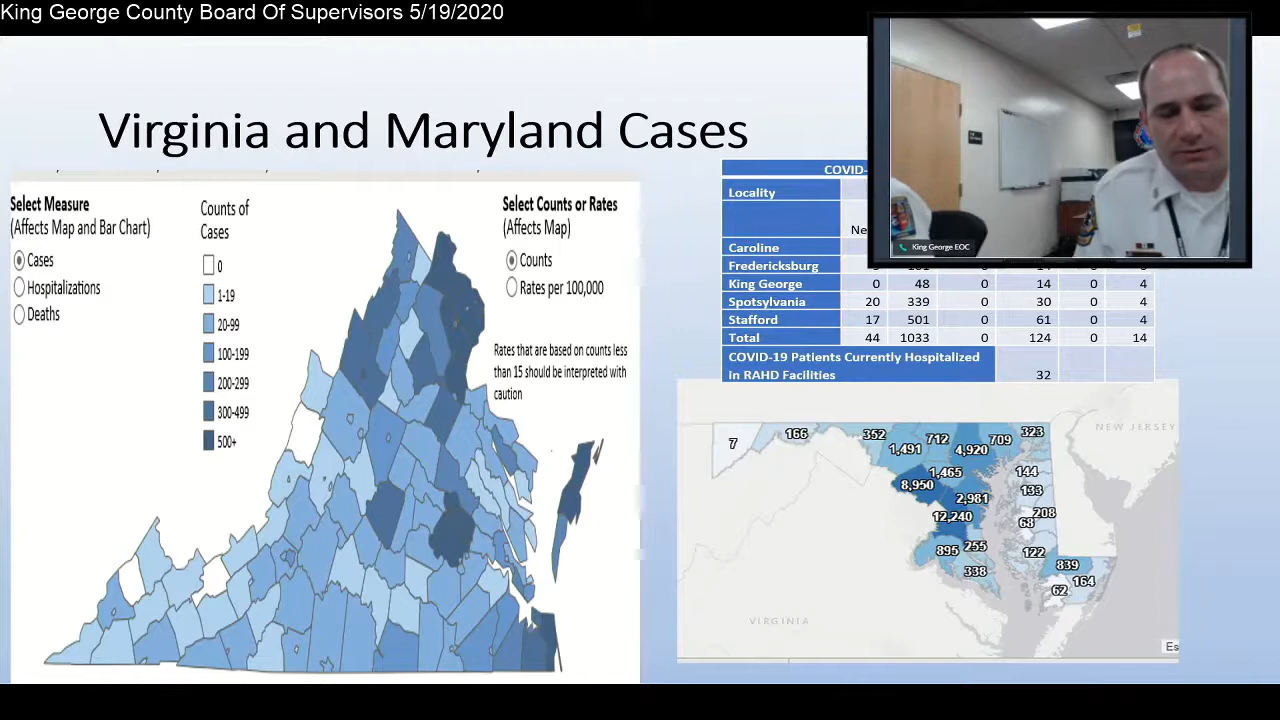 King George County Board Of Supervisors 5/19/2020
Virginia and Maryland Cases
Select Measure
(Affects Map and Bar Chart)
Cases
Hospitalizations
Deaths
Counts of
Cases
0
1-19
20-99
100-199
200-299
300-499
500+
Select Counts or Rates
(Affects Map)
Counts
Rates per 100,000
Rates that are based on counts less
than 15 should be interpreted with
caution
King George EOC
COVID-
Locality
Ne
Caroline
Fredericksburg
King George 0 48 0 14 0 4
Spotsylvania 20 339 0 30 0 4
Stafford 17 501 0 61 0 4
Total 44 1033 0 124 0 14
COVID-19 Patients Currently Hospitalized
in RAHD Facilities 32
NEW JERSEY
7 166 352 1,491 712 4,920 709 323
1,465 144
8,950 2,981 133
12,240 208
68
895 255 122
338 839
164
62
VIRGINIA
Es